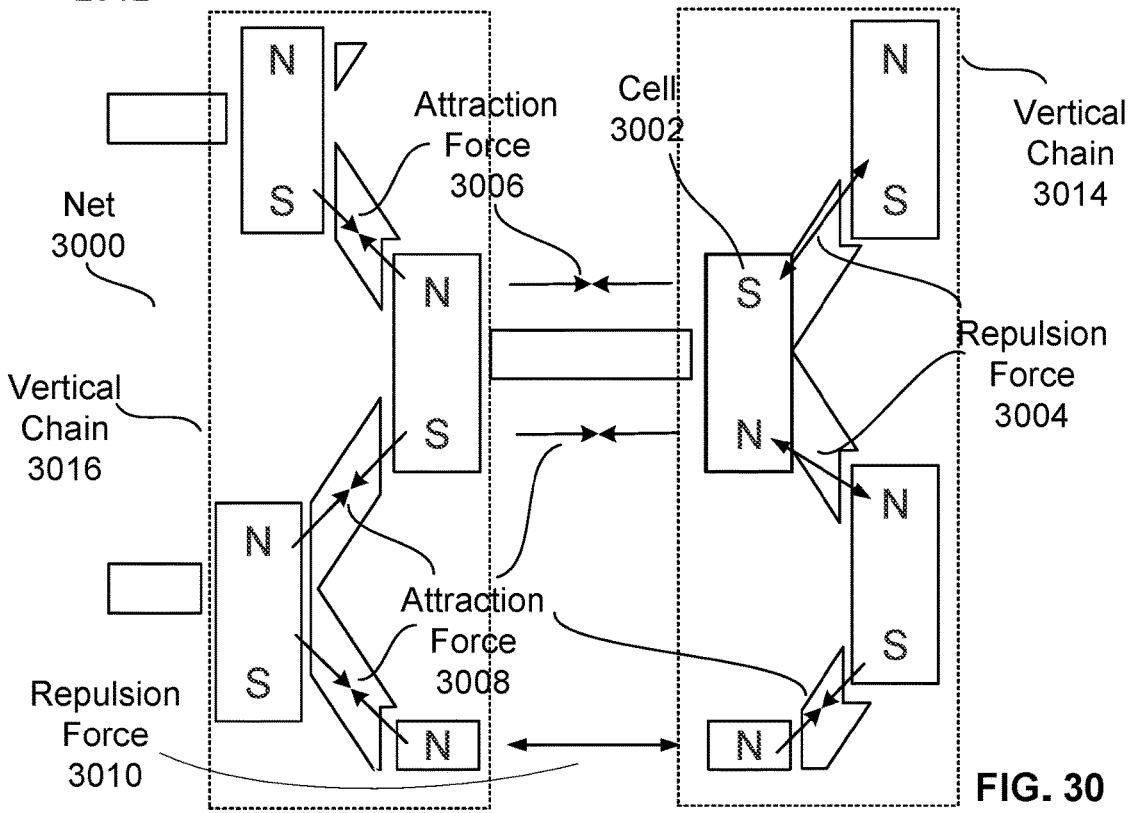 N
N
Cell
3002
Attraction
Force
3006
Vertical
Chain
3014
S
S
Net
3000
N
S
Repulsion
Force
3004
Vertical
Chain
3016
S
N
N
N
Attraction
Force
3008
S
S
Repulsion
Force
3010
N
N
FIG. 30